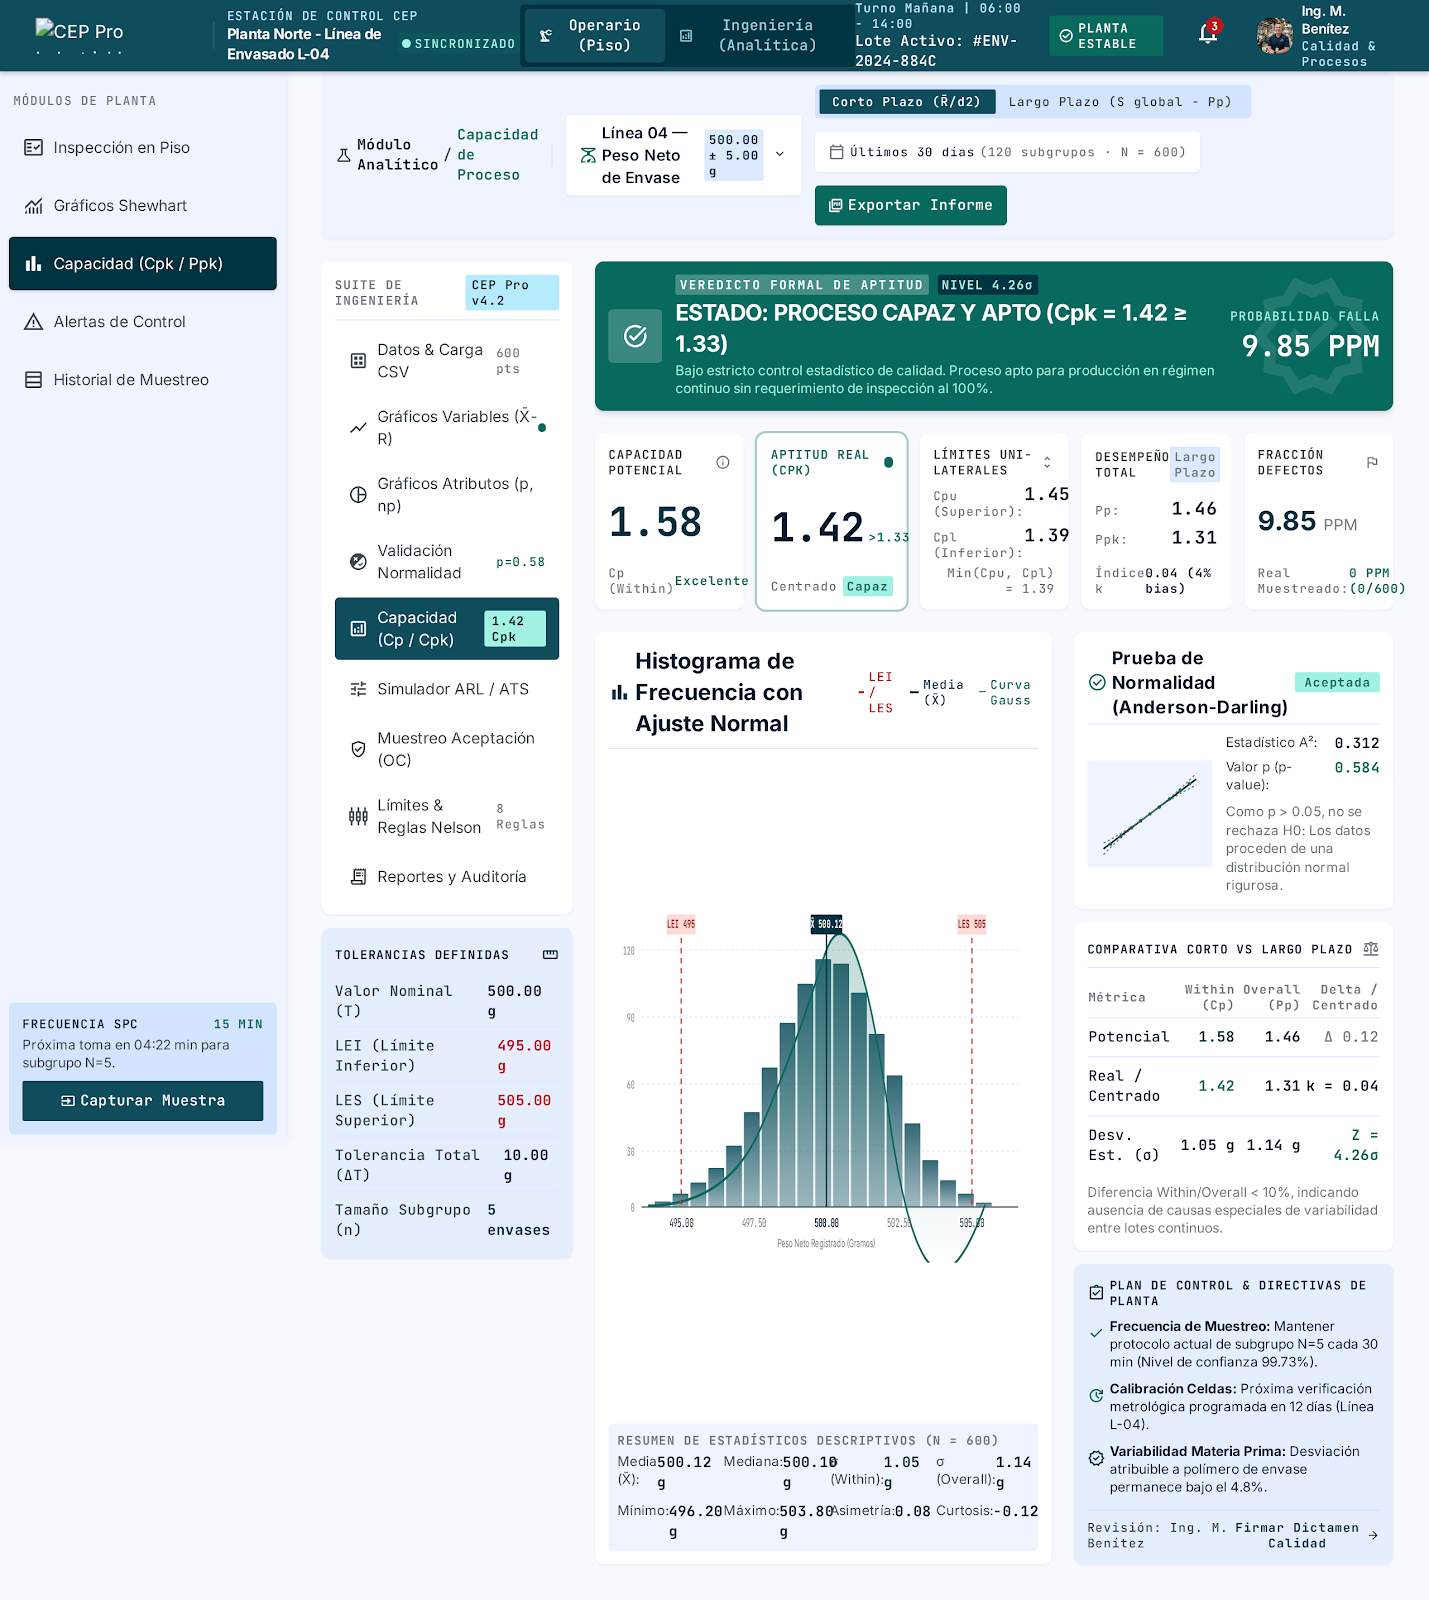 CEP Pro
ESTACIÓN DE CONTROL CEP
Planta Norte - Línea de
Envasado L-04
SINCRONIZADO
Operario
(Piso)
Ingeniería
(Analítica)
Turno Mañana | 06:00
- 14:00
Lote Activo: #ENV-
2024-884C
PLANTA
ESTABLE
3
Ing. M.
Benítez
Calidad &
Procesos
MÓDULOS DE PLANTA
Inspección en Piso
Gráficos Shewhart
Capacidad (Cpk / Ppk)
Alertas de Control
Historial de Muestreo
FRECUENCIA SPC
15 MIN
Próxima toma en 04:22 min para
subgrupo N=5.
Capturar Muestra
Módulo
Analítico
/
Capacidad
de
Proceso
Línea 04 —
Peso Neto
de Envase
500.00
± 5.00
g
Corto Plazo (R̄/d2)
Largo Plazo (S global - Pp)
Últimos 30 días (120 subgrupos · N = 600)
Exportar Informe
SUITE DE
INGENIERÍA
CEP Pro
v4.2
Datos & Carga
CSV
600
pts
Gráficos Variables (X̄-
R)
Gráficos Atributos (p,
np)
Validación
Normalidad
p=0.58
Capacidad
(Cp / Cpk)
1.42
Cpk
Simulador ARL / ATS
Muestreo Aceptación
(OC)
Límites &
Reglas Nelson
8
Reglas
Reportes y Auditoría
TOLERANCIAS DEFINIDAS
Valor Nominal
(T)
500.00
g
LEI (Límite
Inferior)
495.00
g
LES (Límite
Superior)
505.00
g
Tolerancia Total
(ΔT)
10.00
g
Tamaño Subgrupo
(n)
5
envases
VEREDICTO FORMAL DE APTITUD
NIVEL 4.26σ
ESTADO: PROCESO CAPAZ Y APTO (Cpk = 1.42 ≥
1.33)
Bajo estricto control estadístico de calidad. Proceso apto para producción en régimen
continuo sin requerimiento de inspección al 100%.
PROBABILIDAD FALLA
9.85 PPM
CAPACIDAD
POTENCIAL
1.58
Cp
(Within)
Excelente
APTITUD REAL
(CPK)
1.42
>1.33
Centrado
Capaz
LÍMITES UNI-
LATERALES
Cpu
(Superior):
1.45
Cpl
(Inferior):
1.39
Min(Cpu, Cpl)
= 1.39
DESEMPEÑO
TOTAL
Largo
Plazo
Pp:
1.46
Ppk:
1.31
Índice
k
0.04 (4%
bias)
FRACCIÓN
DEFECTOS
9.85 PPM
Real
Muestreado:
0 PPM
(0/600)
Histograma de
Frecuencia con
Ajuste Normal
LEI
/
LES
Media
(X̄)
Curva
Gauss
LEI 495
X̄ 500.12
LES 505
120
90
60
30
0
495.00
497.50
500.00
502.50
505.00
Peso Neto Registrado (Gramos)
RESUMEN DE ESTADÍSTICOS DESCRIPTIVOS (N = 600)
Media
(X̄):
500.12
g
Mediana:
500.10
g
σ
(Within):
1.05
g
σ
(Overall):
1.14
g
Mínimo:
496.20
g
Máximo:
503.80
g
Asimetría:
0.08
Curtosis:
-0.12
Prueba de
Normalidad
(Anderson-Darling)
Aceptada
Estadístico A²:
0.312
Valor p (p-
value):
0.584
Como p > 0.05, no se
rechaza H0: Los datos
proceden de una
distribución normal
rigurosa.
COMPARATIVA CORTO VS LARGO PLAZO
Métrica
Within
(Cp)
Overall
(Pp)
Delta /
Centrado
Potencial
1.58
1.46
Δ 0.12
Real /
Centrado
1.42
1.31
k = 0.04
Desv.
Est. (σ)
1.05 g
1.14 g
Z =
4.26σ
Diferencia Within/Overall < 10%, indicando
ausencia de causas especiales de variabilidad
entre lotes continuos.
PLAN DE CONTROL & DIRECTIVAS DE
PLANTA
Frecuencia de Muestreo: Mantener
protocolo actual de subgrupo N=5 cada 30
min (Nivel de confianza 99.73%).
Calibración Celdas: Próxima verificación
metrológica programada en 12 días (Línea
L-04).
Variabilidad Materia Prima: Desviación
atribuible a polímero de envase
permanece bajo el 4.8%.
Revisión: Ing. M.
Benítez
Firmar Dictamen
Calidad